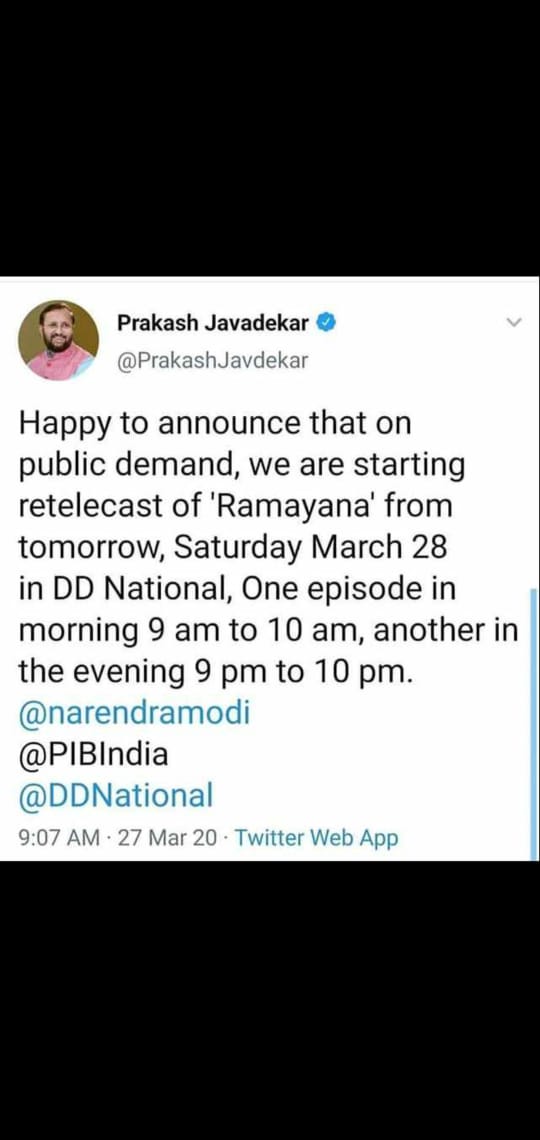 Prakash Javadekar
@PrakashJavdekar
Happy to announce that on
public demand, we are starting
retelecast of 'Ramayana' from
tomorrow, Saturday March 28
in DD National, One episode in
morning 9 am to 10 am, another in
the evening 9 pm to 10 pm.
@narendramodi
@PIBIndia
@DDNational
9:07 AM · 27 Mar 20 · Twitter Web App